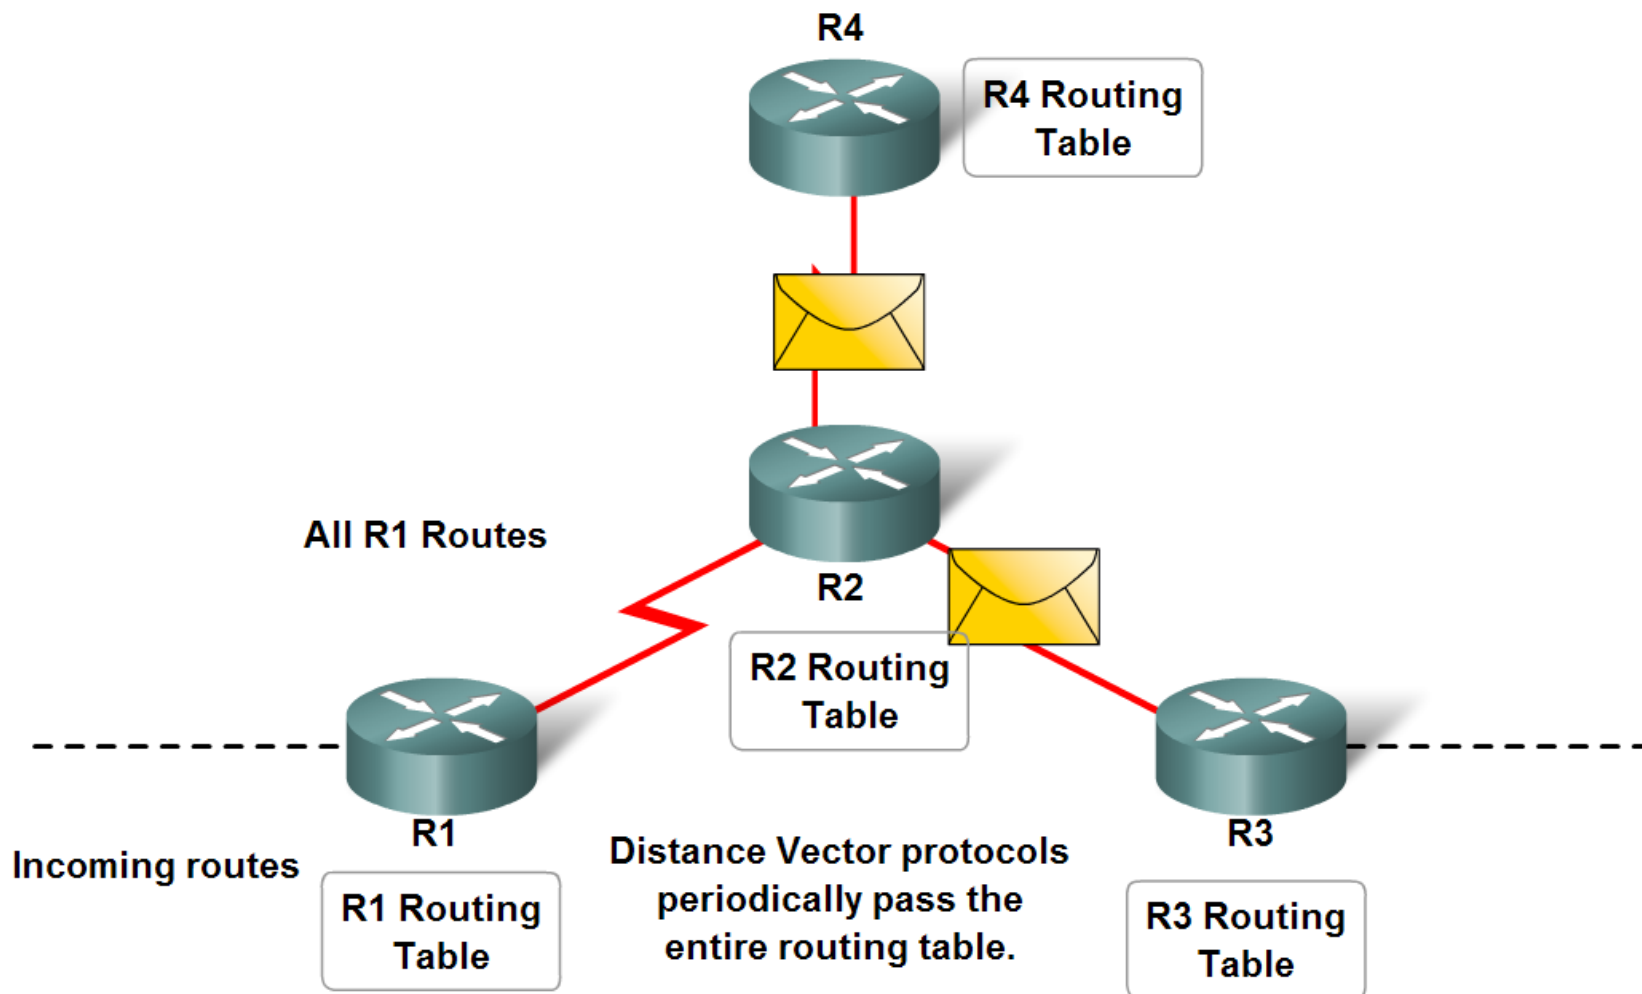 R4
R4 Routing
Table
All R1 Routes
R2
R2 Routing
Table
R1
R3
Incoming routes
R1 Routing
Table
Distance Vector protocols
periodically pass the
entire routing table.
R3 Routing
Table